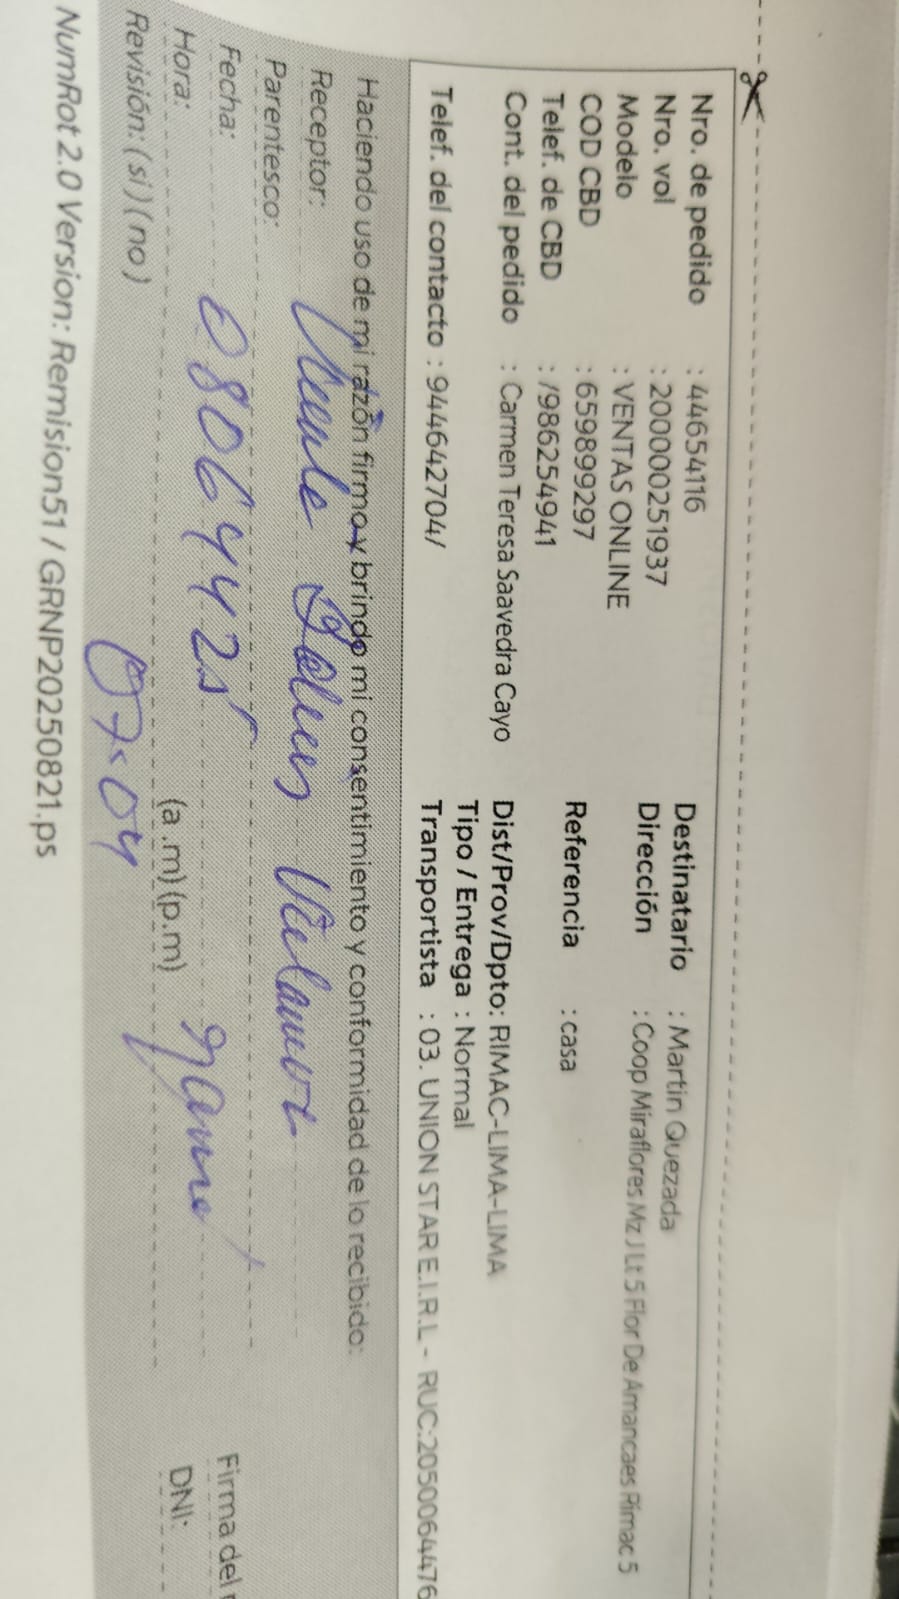 Nro. de pedido : 44654116
Nro. vol : 2000000251937
Modelo : VENTAS ONLINE
COD CBD : 659899297
Telef. de CBD : /986254941
Cont. del pedido : Carmen Teresa Saavedra Cayo
Telef. del contacto : 944642704/
Destinatario : Martin Quezada
Dirección : Coop Miraflores Mz J Lt 5 Flor De Amancaes Rimac 5
Referencia : casa
Dist/Prov/Dpto: RIMAC-LIMA-LIMA
Tipo / Entrega : Normal
Transportista : 03. UNION STAR E.I.R.L - RUC:20500644476
Haciendo uso de mi razón firmo y brindo mi consentimiento y conformidad de lo recibido:
Receptor:
Parentesco:
Fecha: 
Hora: (a .m) (p.m)
Revisión: (si) (no)
07-09
Firma del
DNI:
NumRot 2.0 Version: Remision51 / GRNP20250821.ps